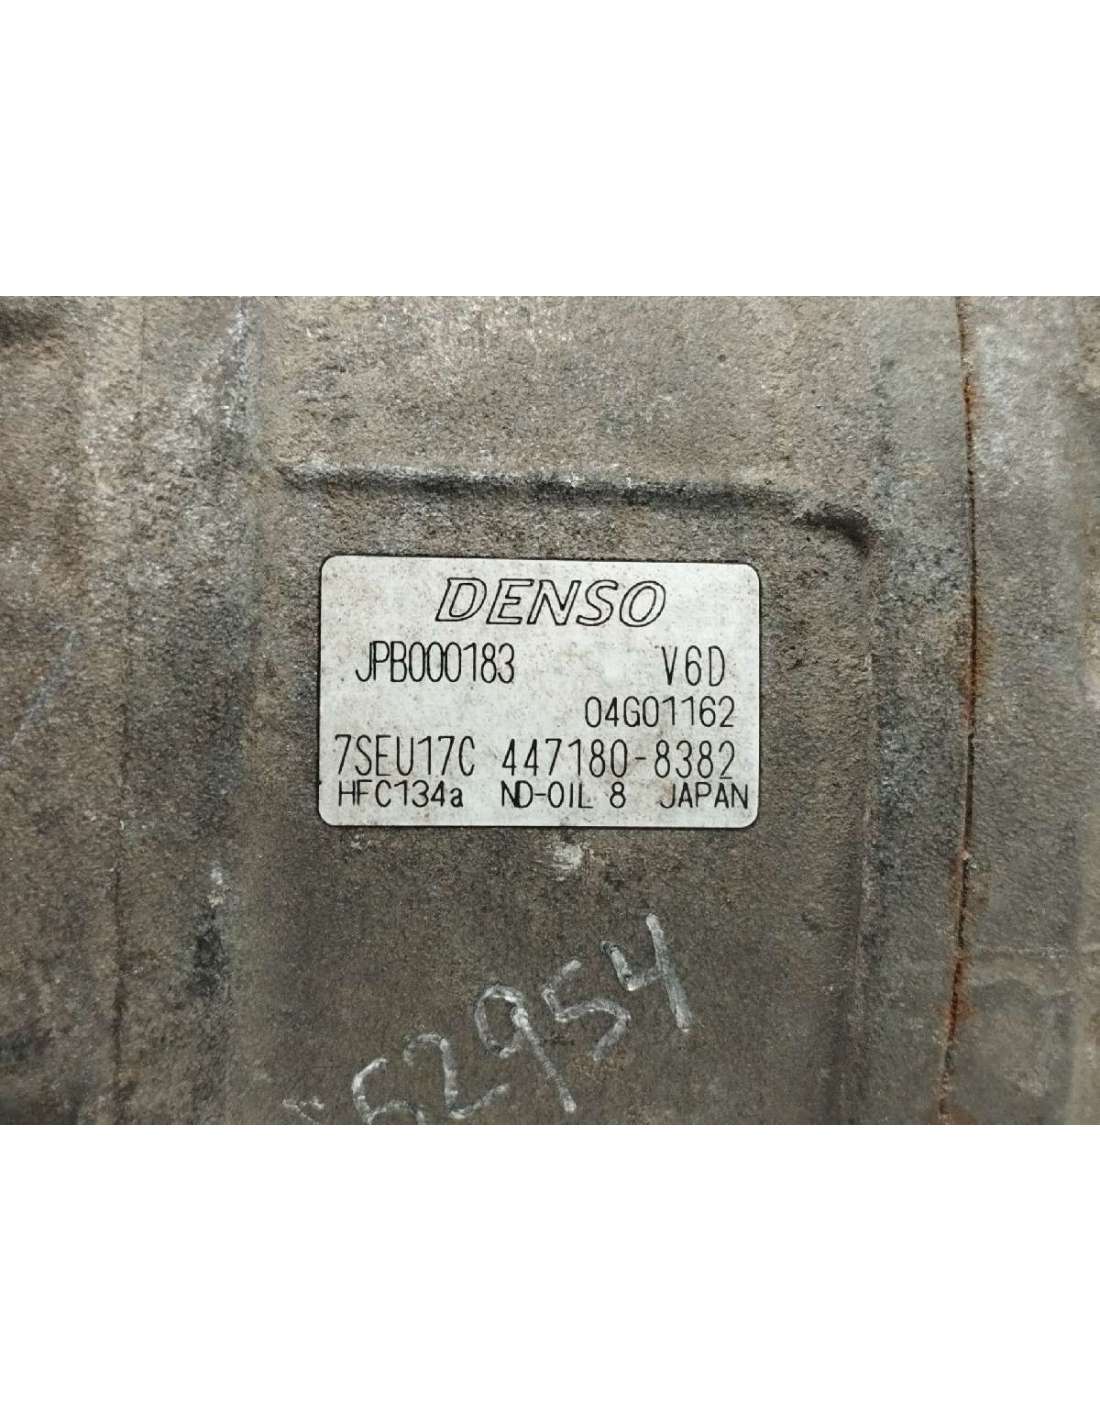 DENSO
JPB000183 V6D
04G01162
7SEU17C 447180-8382
HFC134a ND-OIL 8 JAPAN
62954